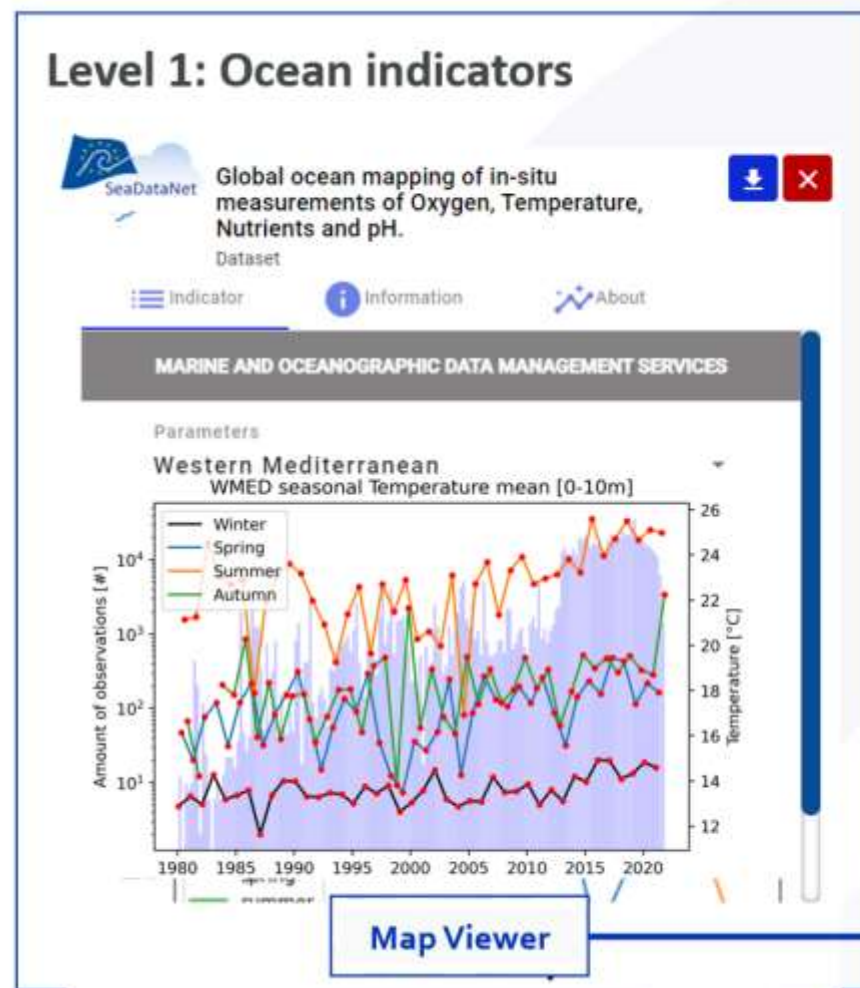 Level 1: Ocean indicators
SeaDataNet
Global ocean mapping of in-situ
measurements of Oxygen, Temperature,
Nutrients and pH.
Dataset
Indicator
Information
About
MARINE AND OCEANOGRAPHIC DATA MANAGEMENT SERVICES
Parameters
Western Mediterranean
WMED seasonal Temperature mean [0-10m]
Winter
Spring
Summer
Autumn
Amount of observations [#]
10⁴
10³
10²
10¹
26
24
22
20
18
16
14
12
Temperature [°C]
1980 1985 1990 1995 2000 2005 2010 2015 2020
Map Viewer